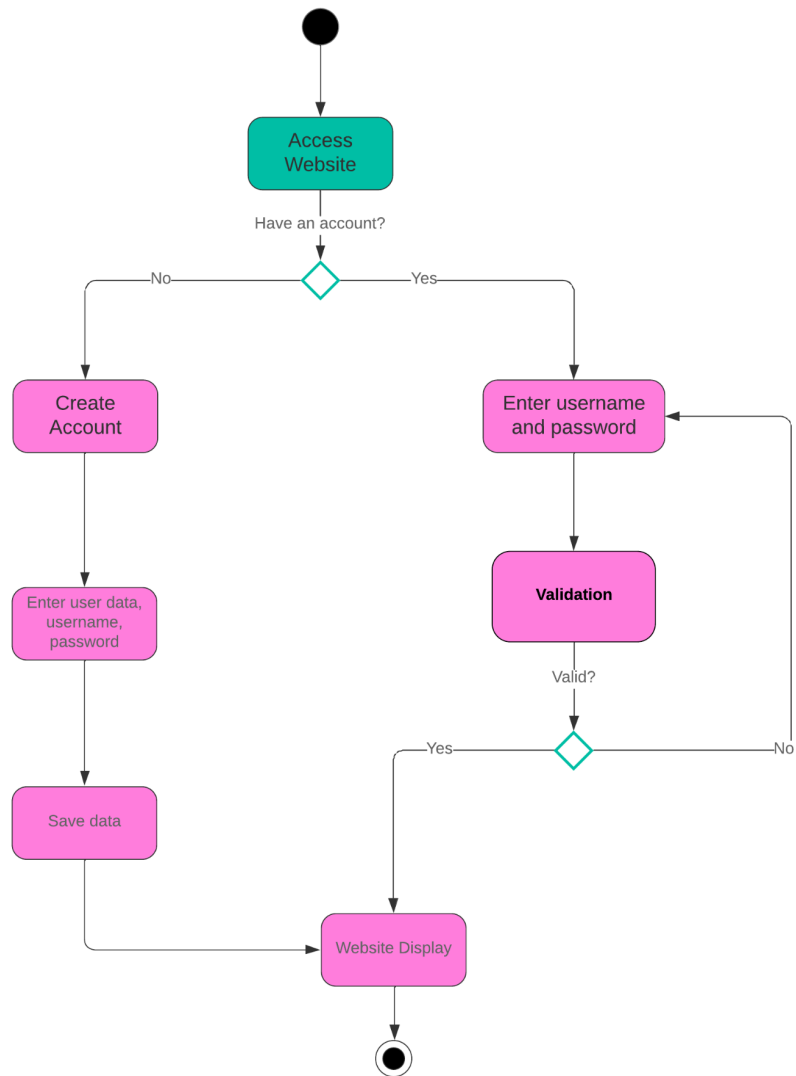 Access
Website
Have an account?
No
Yes
Create
Account
Enter username
and password
Enter user data,
username,
password
Validation
Valid?
Yes
No
Save data
Website Display